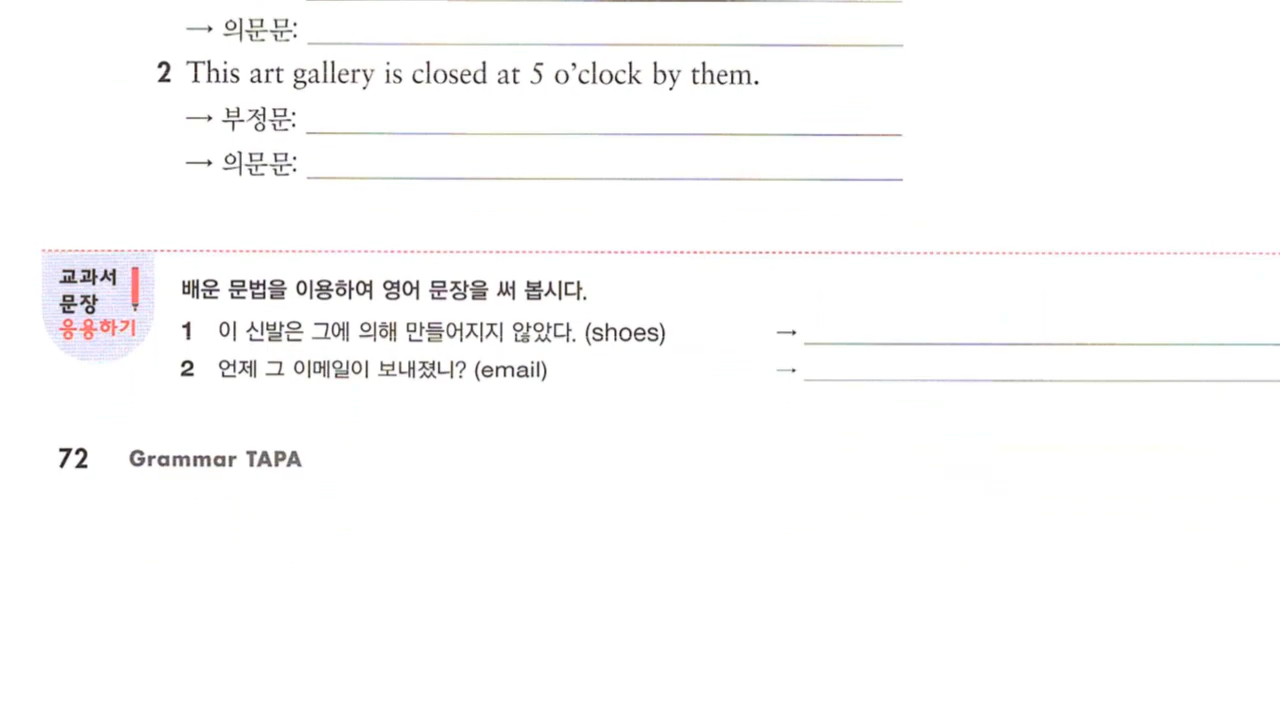 → 의문문:
2 This art gallery is closed at 5 o'clock by them.
→ 부정문:
→ 의문문:
교과서
문장
응용하기
배운 문법을 이용하여 영어 문장을 써 봅시다.
1 이 신발은 그에 의해 만들어지지 않았다. (shoes) →
2 언제 그 이메일이 보내졌니? (email) →
72 Grammar TAPA